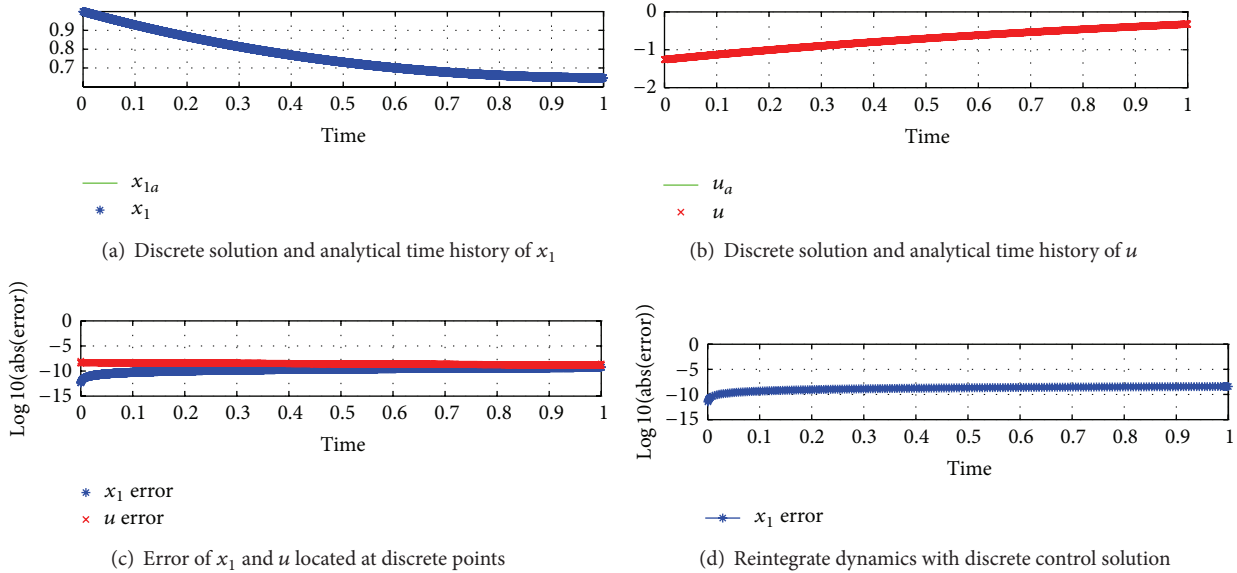 0.9
0.8
0.7
0 0.1 0.2 0.3 0.4 0.5 0.6 0.7 0.8 0.9 1
Time
x1a
x1
(a) Discrete solution and analytical time history of x1
0
−1
−2
0 0.1 0.2 0.3 0.4 0.5 0.6 0.7 0.8 0.9 1
Time
ua
u
(b) Discrete solution and analytical time history of u
Log10(abs(error))
0
−5
−10
−15
0 0.1 0.2 0.3 0.4 0.5 0.6 0.7 0.8 0.9 1
Time
x1 error
u error
(c) Error of x1 and u located at discrete points
Log10(abs(error))
0
−5
−10
−15
0 0.1 0.2 0.3 0.4 0.5 0.6 0.7 0.8 0.9 1
Time
x1 error
(d) Reintegrate dynamics with discrete control solution